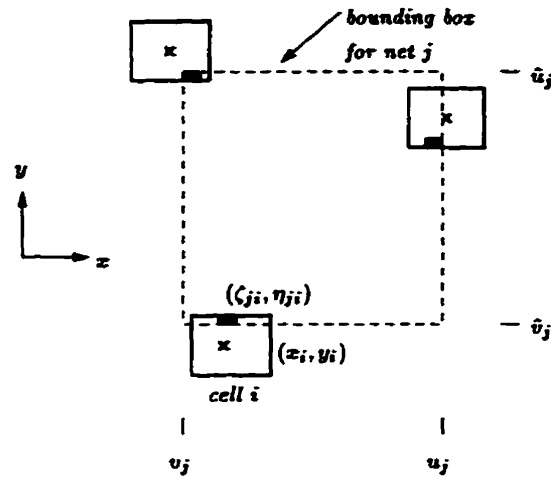 bounding box
for net j
û_j
y
x
(ζ_ji, η_ji)
v̂_j
(x_i, y_i)
cell i
v_j
u_j